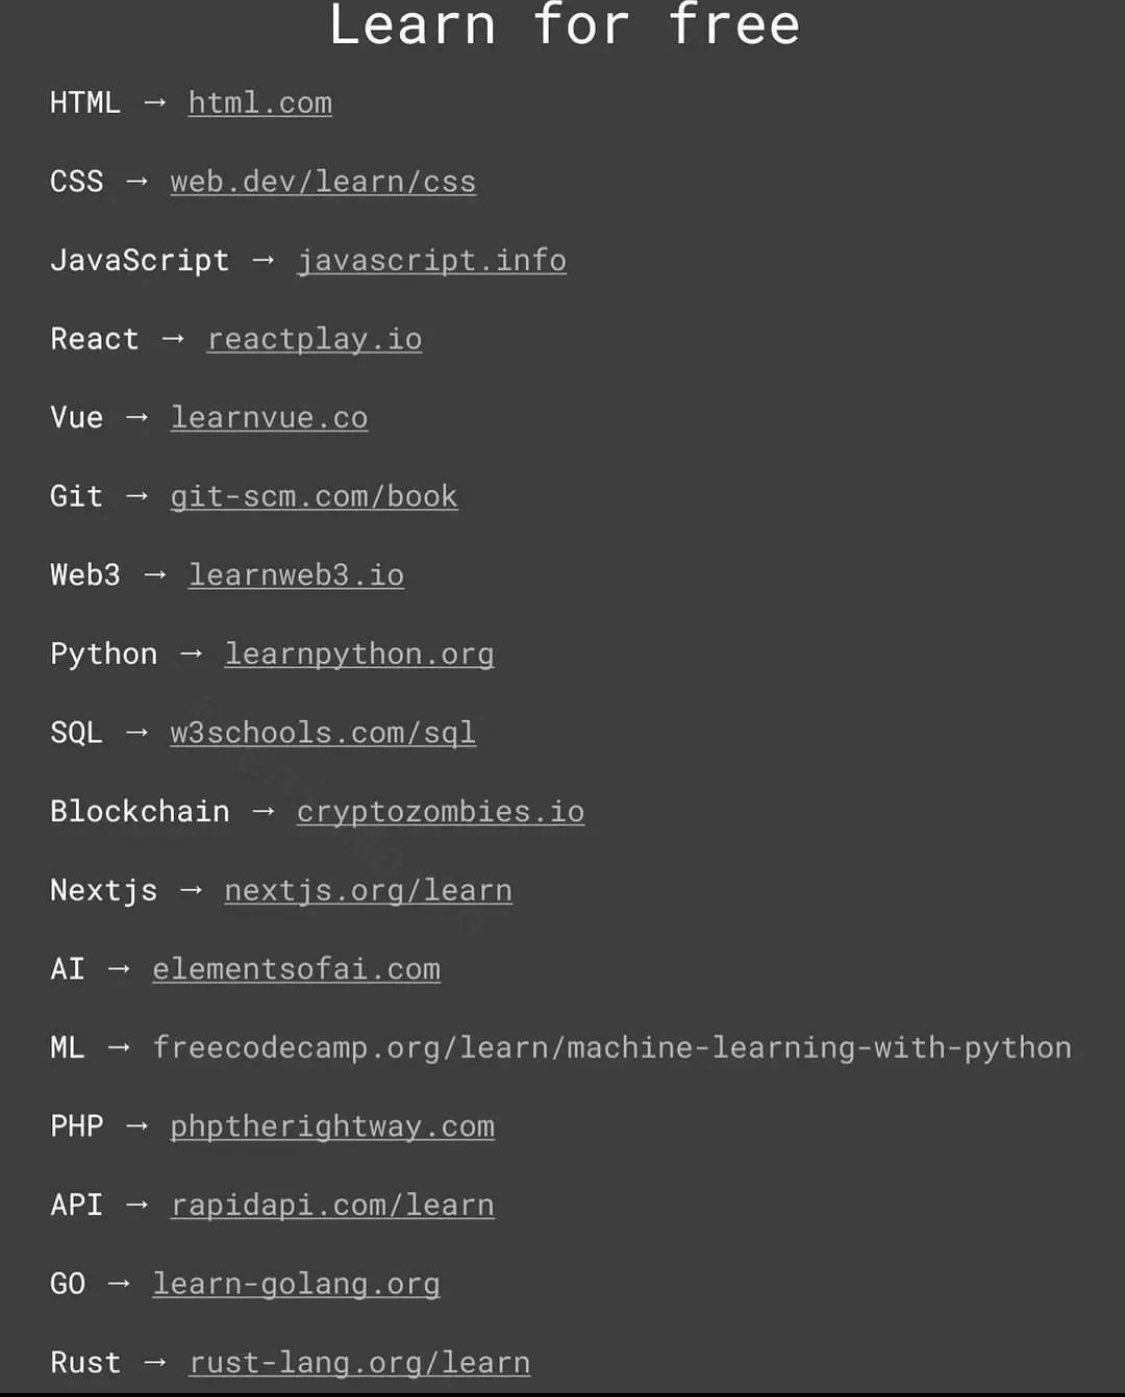 Learn for free
HTML → html.com
CSS → web.dev/learn/css
JavaScript → javascript.info
React → reactplay.io
Vue → learnvue.co
Git → git-scm.com/book
Web3 → learnweb3.io
Python → learnpython.org
SQL → w3schools.com/sql
Blockchain → cryptozombies.io
Nextjs → nextjs.org/learn
AI → elementsofai.com
ML → freecodecamp.org/learn/machine-learning-with-python
PHP → phptherightway.com
API → rapidapi.com/learn
GO → learn-golang.org
Rust → rust-lang.org/learn